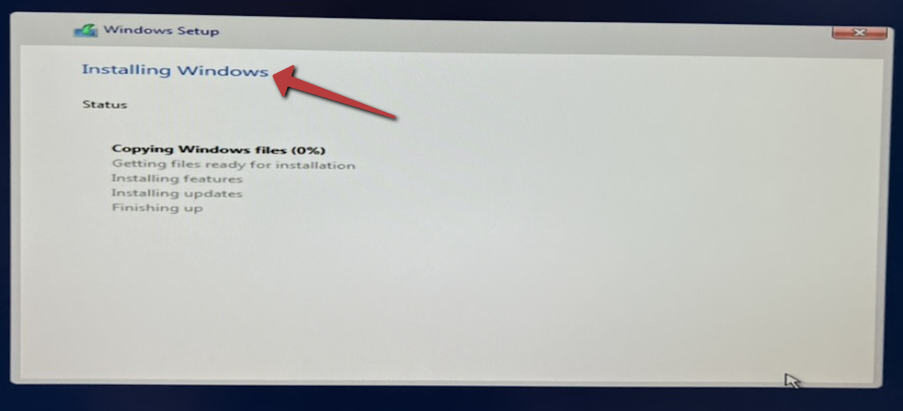 Windows Setup
Installing Windows
Status
Copying Windows files (0%)
Getting files ready for installation
Installing features
Installing updates
Finishing up